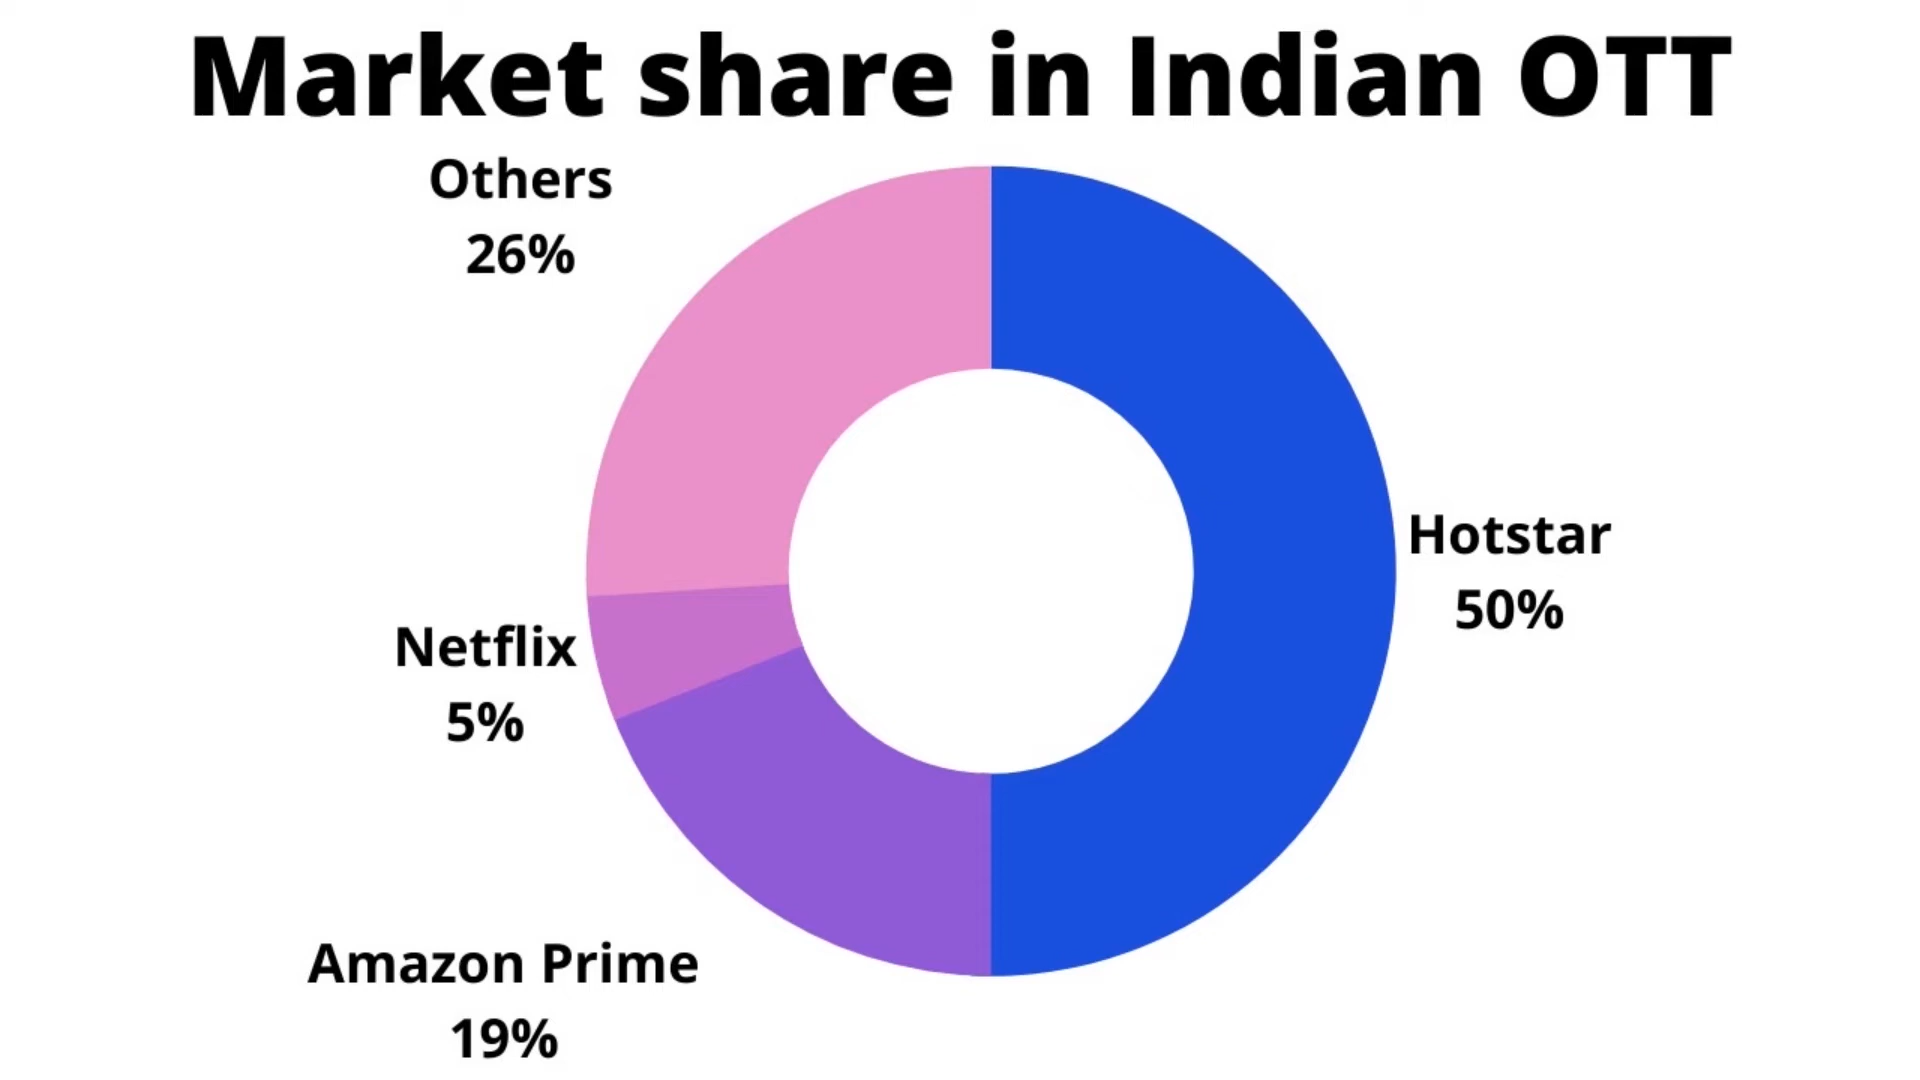 Market share in Indian OTT
Others
26%
Hotstar
50%
Netflix
5%
Amazon Prime
19%